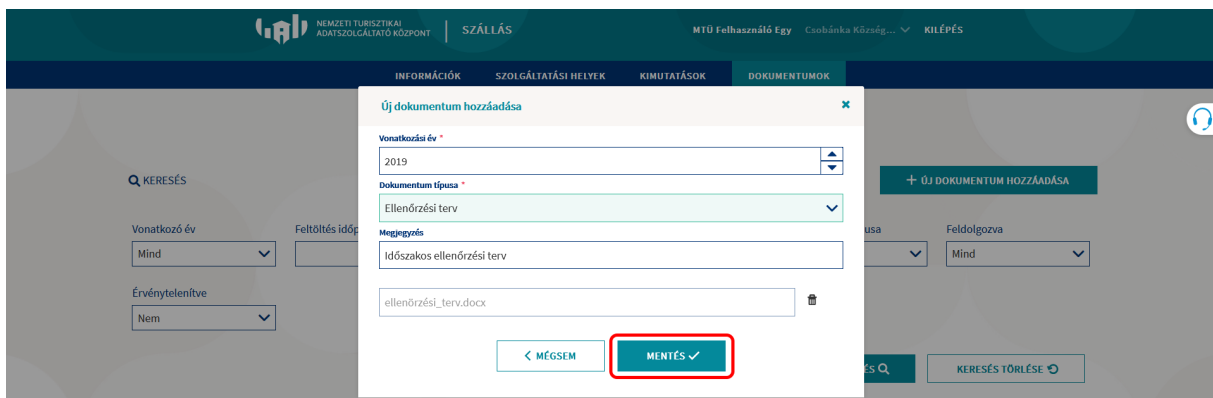 NEMZETI TURISZTIKAI
ADATSZOLGÁLTATÓ KÖZPONT
SZÁLLÁS
MTÜ Felhasználó Egy Csobánka Község... KILÉPÉS
INFORMÁCIÓK SZOLGÁLTATÁSI HELYEK KIMUTATÁSOK DOKUMENTUMOK
Új dokumentum hozzáadása
Vonatkozási év *
2019
KERESÉS
+ ÚJ DOKUMENTUM HOZZÁADÁSA
Dokumentum típusa *
Ellenőrzési terv
Vonatkozó év Feltöltés időp usa Feldolgozva
Mind Mind
Megjegyzés
Időszakos ellenőrzési terv
Érvénytelenítve
Nem
ellenörzési_terv.docx
MÉGSEM MENTÉS
ÉS KERESÉS TÖRLÉSE